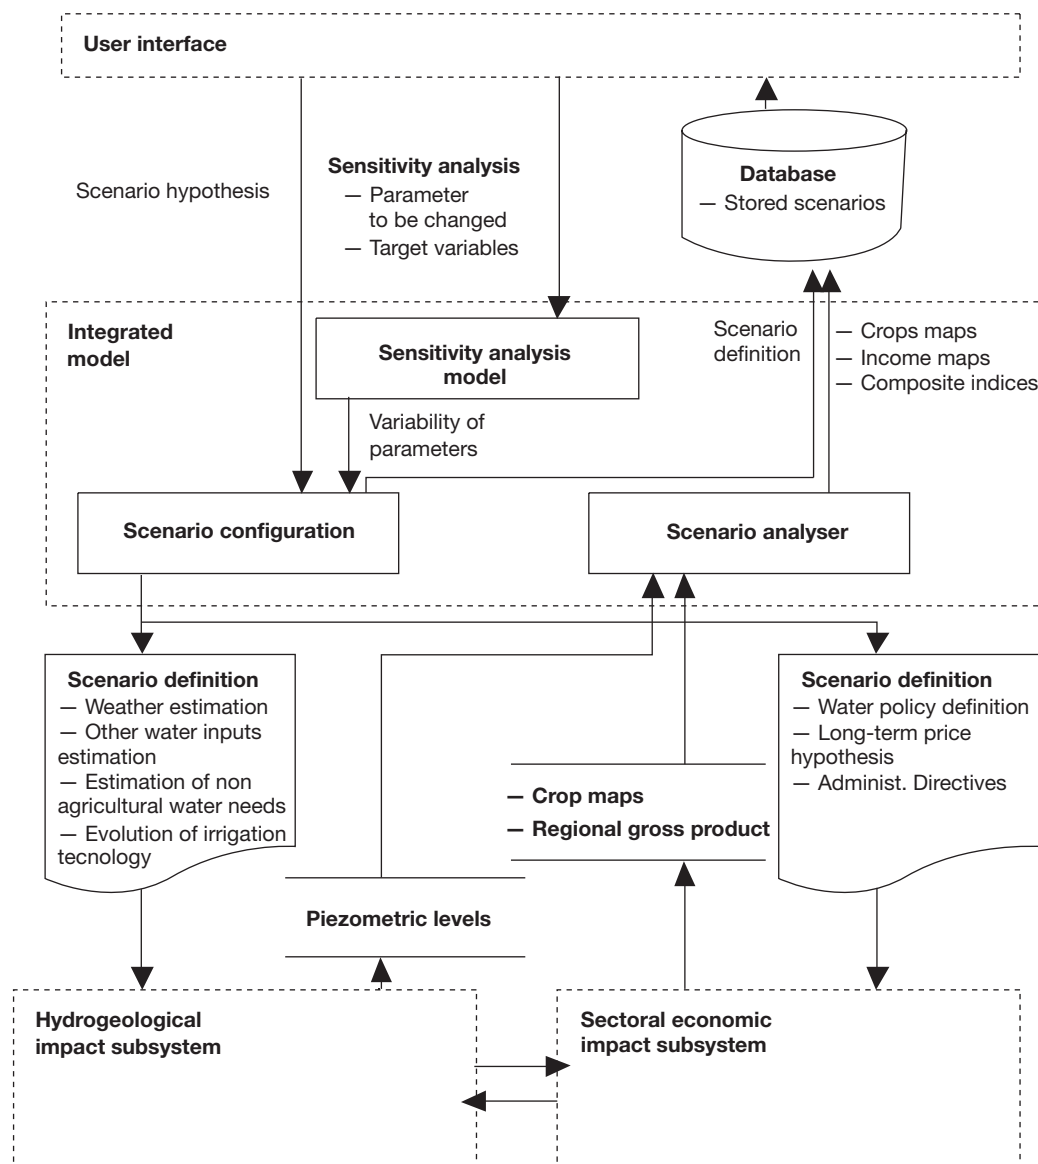 User interface
Scenario hypothesis
Sensitivity analysis
— Parameter
to be changed
— Target variables
Database
— Stored scenarios
Integrated
model
Sensitivity analysis
model
Scenario
definition
— Crops maps
— Income maps
— Composite indices
Variability of
parameters
Scenario configuration
Scenario analyser
Scenario definition
— Weather estimation
— Other water inputs
estimation
— Estimation of non
agricultural water needs
— Evolution of irrigation
tecnology
Scenario definition
— Water policy definition
— Long-term price
hypothesis
— Administ. Directives
— Crop maps
— Regional gross product
Piezometric levels
Hydrogeological
impact subsystem
Sectoral economic
impact subsystem